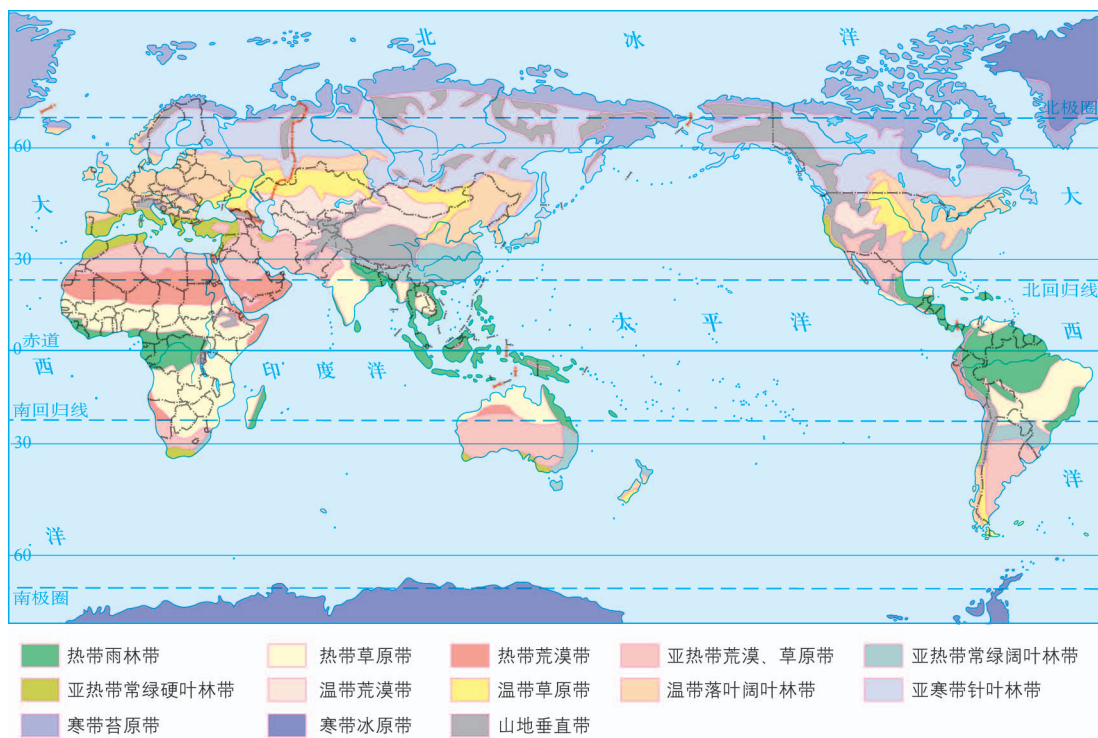 北 冰 洋
北极圈
60
大 大
30
北回归线
太 平 洋
赤道
0
西 印 度 洋 西
南回归线
30
洋
洋
60
南极圈
热带雨林带 热带草原带 热带荒漠带 亚热带荒漠、草原带 亚热带常绿阔叶林带
亚热带常绿硬叶林带 温带荒漠带 温带草原带 温带落叶阔叶林带 亚寒带针叶林带
寒带苔原带 寒带冰原带 山地垂直带